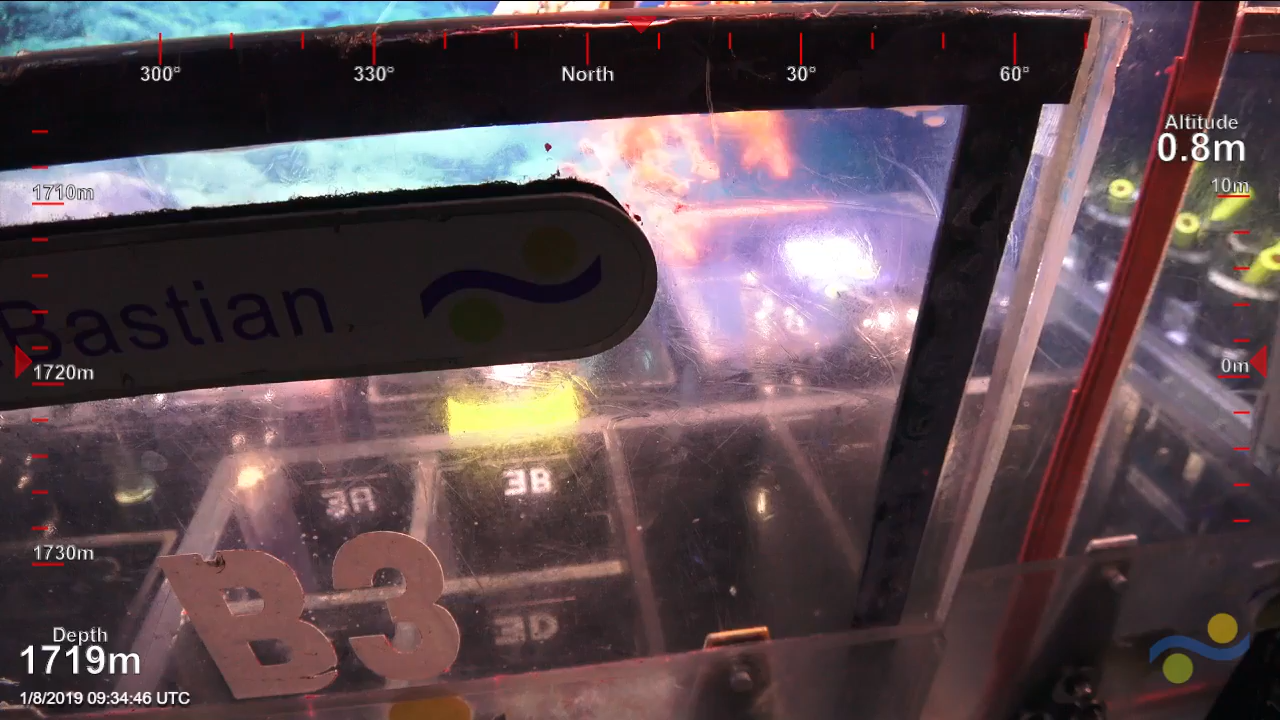 300° 330° North 30° 60°
Altitude
0.8m
10m
1710m
Bastian
0m
1720m
3A 3B
1730m
B3
3D
Depth
1719m
1/8/2019 09:34:46 UTC